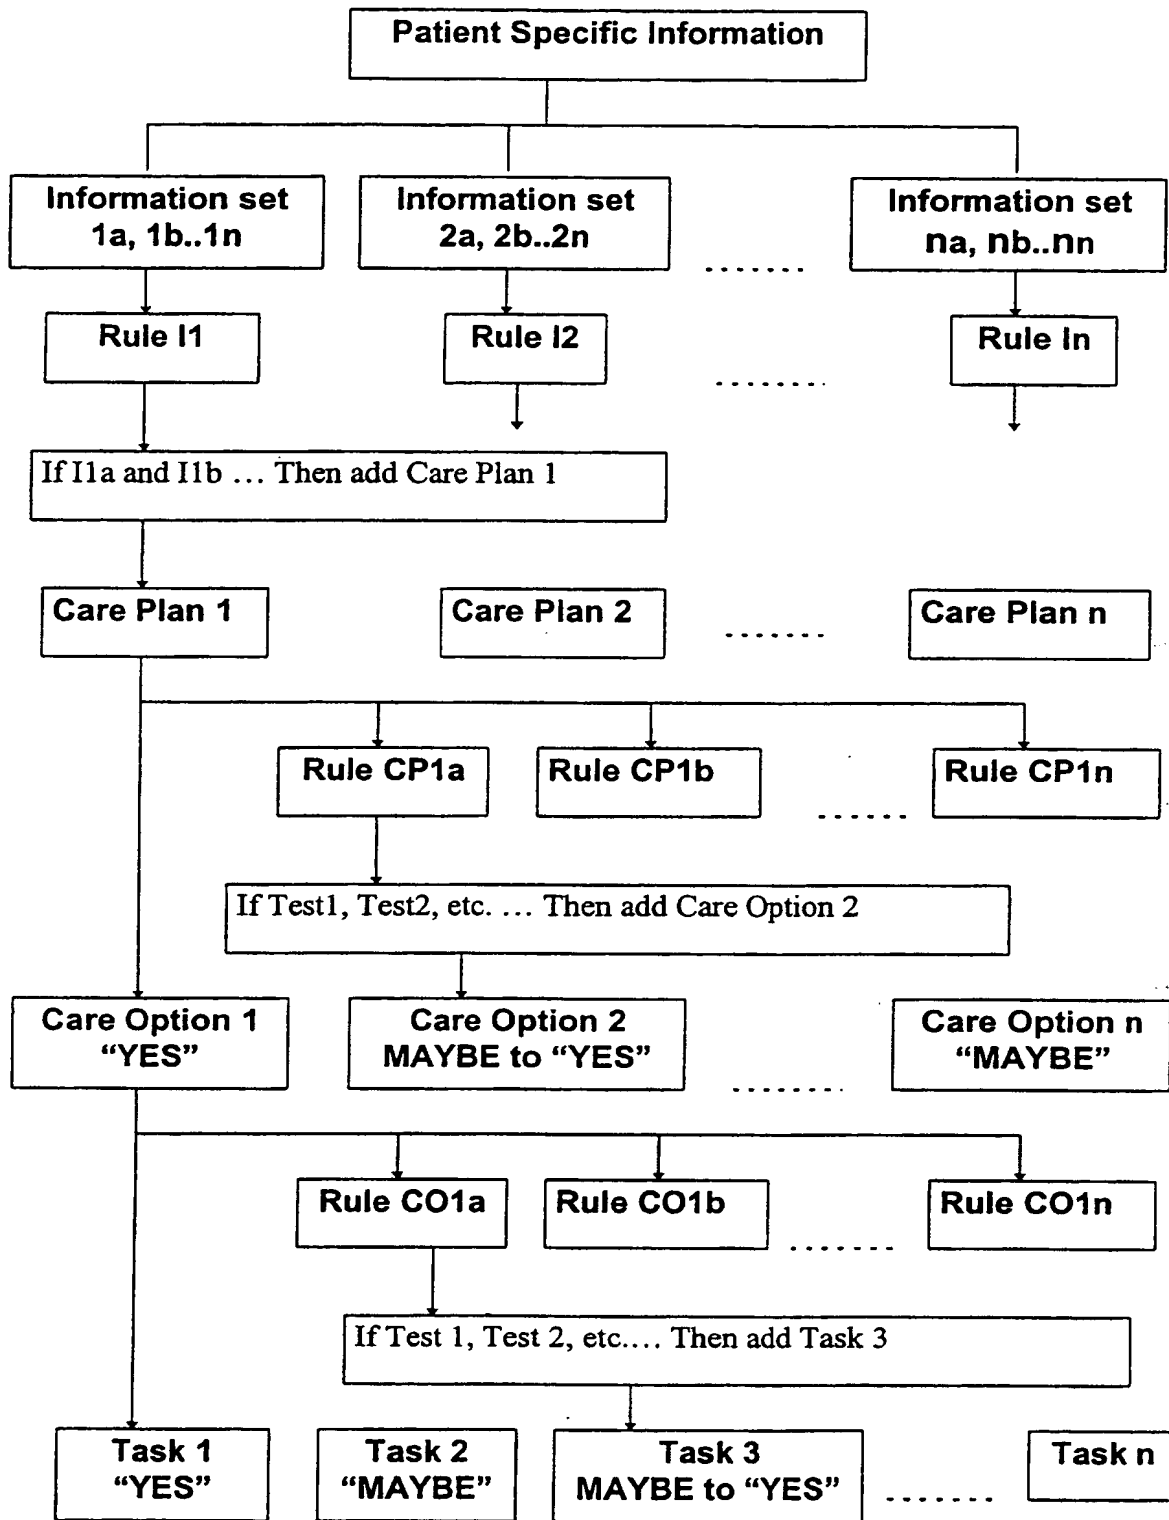 Patient Specific Information
Information set
1a, 1b..1n
Information set
2a, 2b..2n
Information set
na, nb..nn
Rule I1
Rule I2
Rule In
If I1a and I1b ... Then add Care Plan 1
Care Plan 1
Care Plan 2
Care Plan n
Rule CP1a
Rule CP1b
Rule CP1n
If Test1, Test2, etc. ... Then add Care Option 2
Care Option 1
“YES”
Care Option 2
MAYBE to “YES”
Care Option n
“MAYBE”
Rule CO1a
Rule CO1b
Rule CO1n
If Test 1, Test 2, etc.... Then add Task 3
Task 1
“YES”
Task 2
“MAYBE”
Task 3
MAYBE to “YES”
Task n